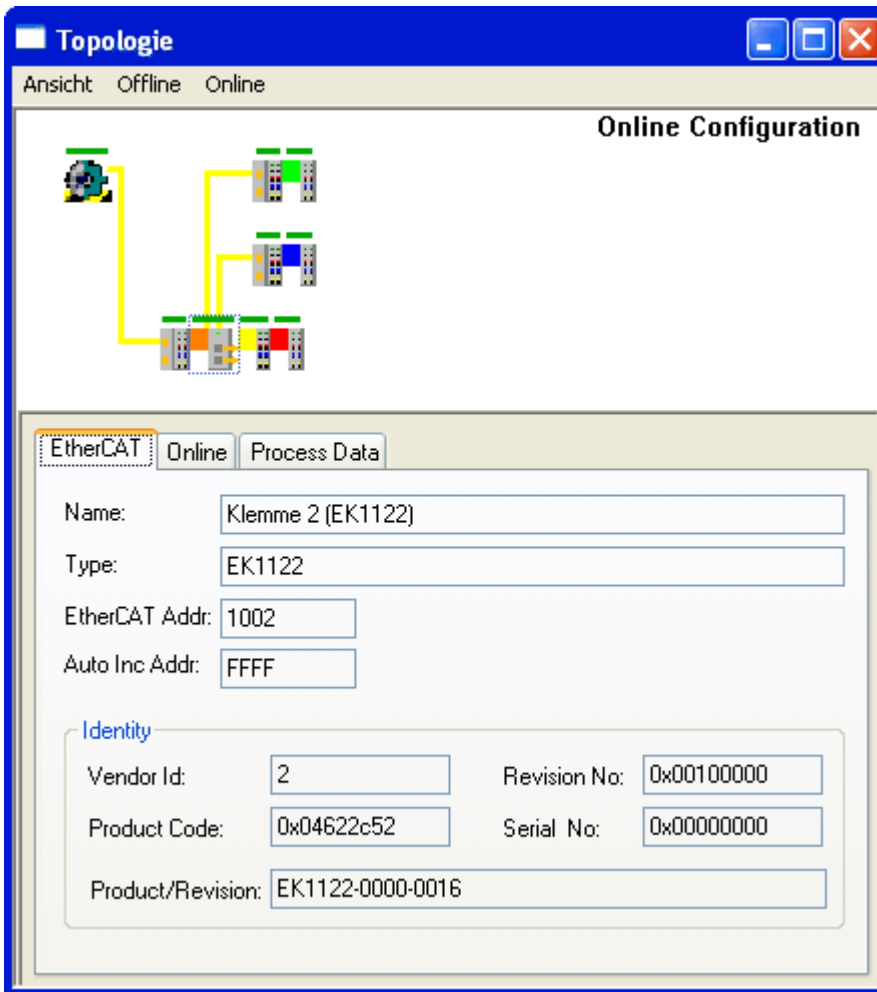 Topologie
Ansicht Offline Online
Online Configuration
EtherCAT Online Process Data
Name: Klemme 2 (EK1122)
Type: EK1122
EtherCAT Addr: 1002
Auto Inc Addr: FFFF
Identity
Vendor Id: 2 Revision No: 0x00100000
Product Code: 0x04622c52 Serial No: 0x00000000
Product/Revision: EK1122-0000-0016